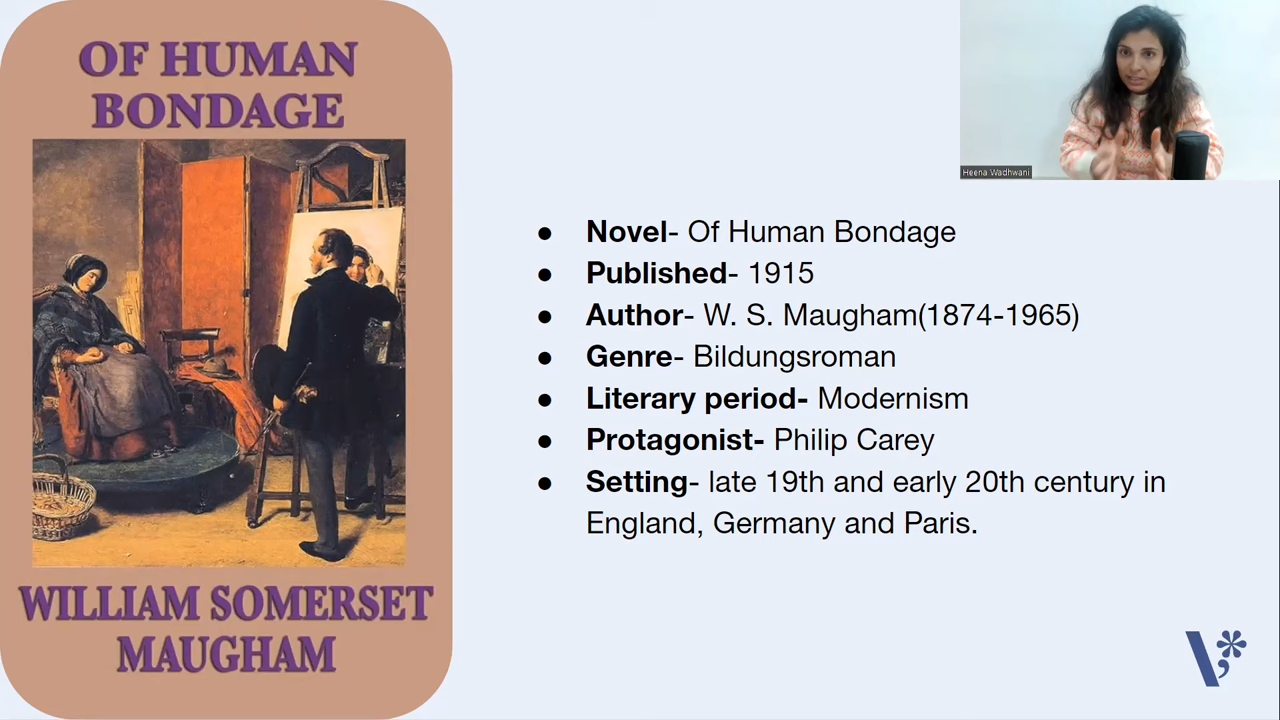 OF HUMAN
BONDAGE
WILLIAM SOMERSET
MAUGHAM
Heena Wadhwani
● Novel- Of Human Bondage
● Published- 1915
● Author- W. S. Maugham(1874-1965)
● Genre- Bildungsroman
● Literary period- Modernism
● Protagonist- Philip Carey
● Setting- late 19th and early 20th century in
England, Germany and Paris.